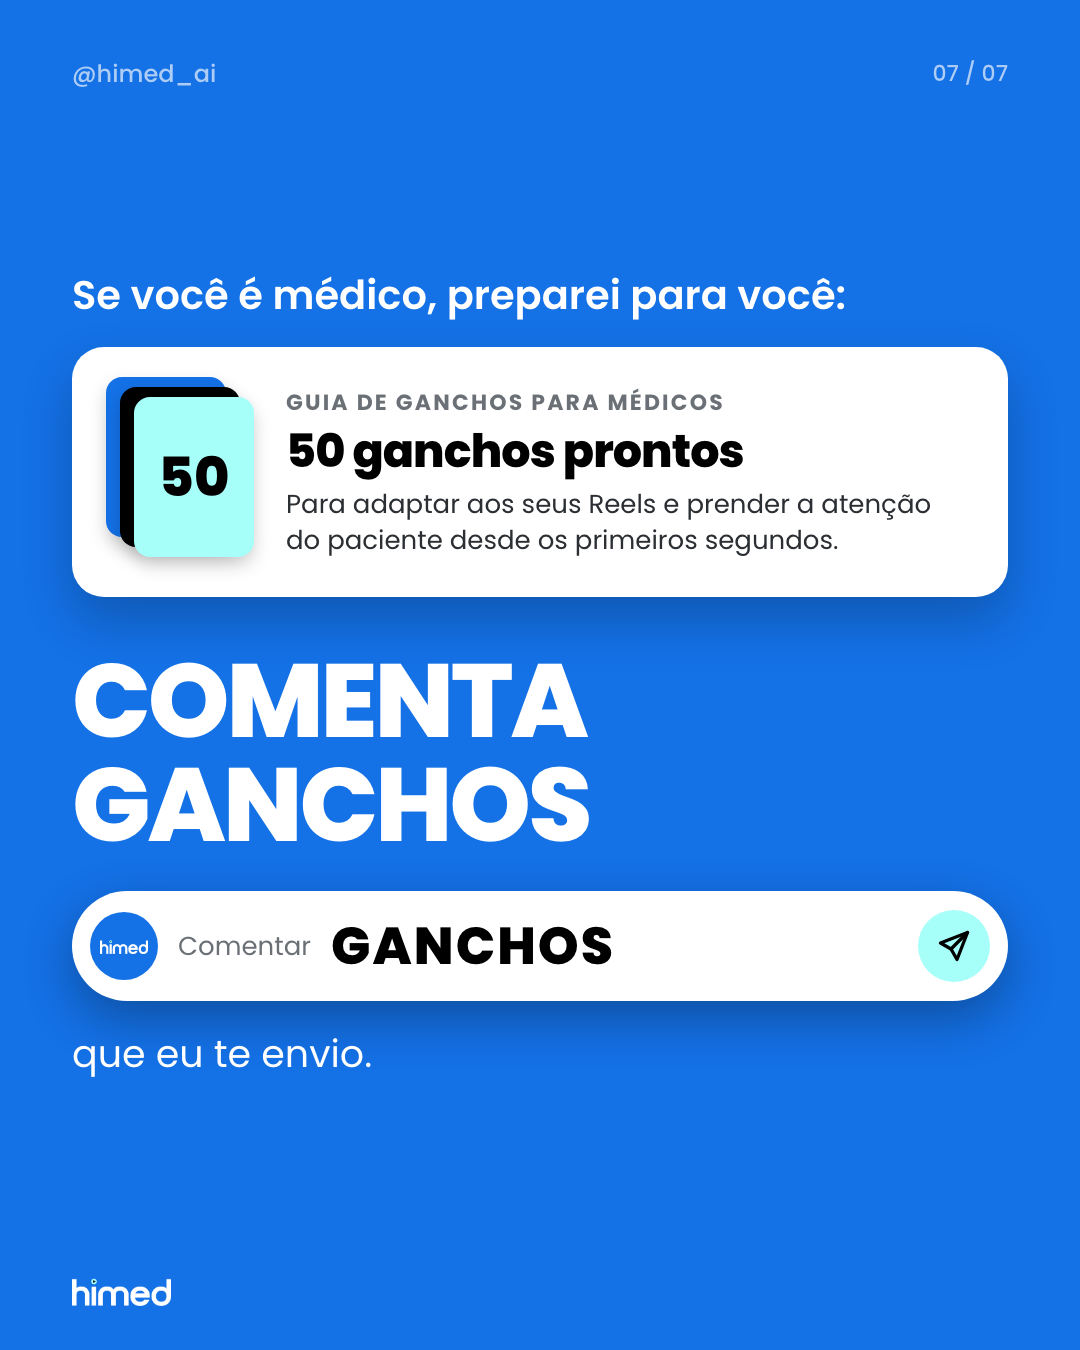 @himed_ai
07 / 07
Se você é médico, preparei para você:
50
GUIA DE GANCHOS PARA MÉDICOS
50 ganchos prontos
Para adaptar aos seus Reels e prender a atenção
do paciente desde os primeiros segundos.
COMENTA
GANCHOS
himed Comentar GANCHOS
que eu te envio.
himed